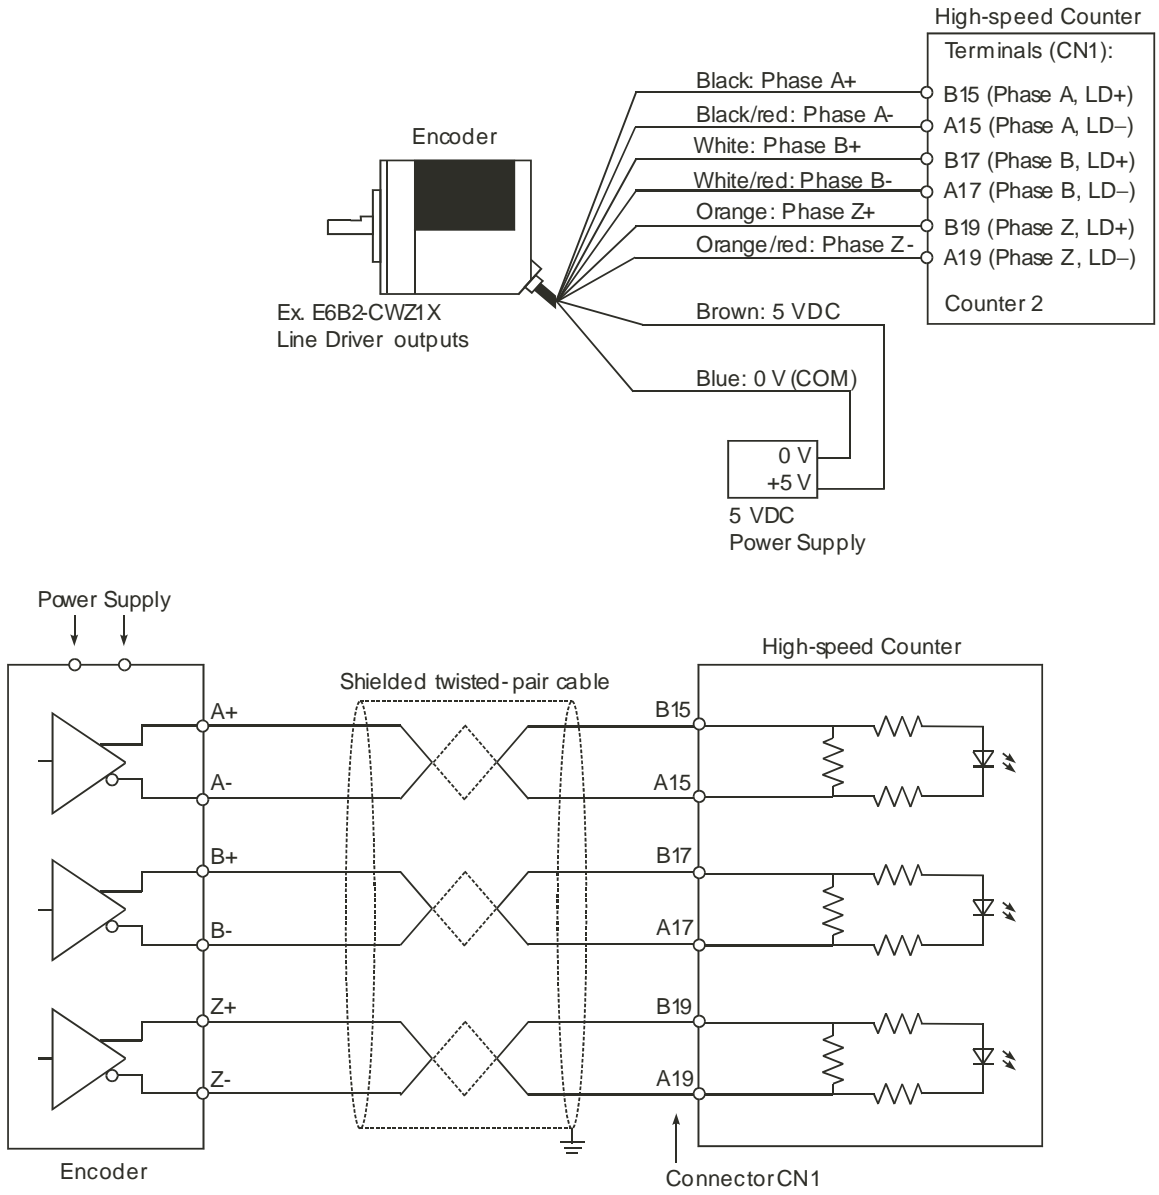 High-speed Counter
Terminals (CN1):
Black: Phase A+
B15 (Phase A, LD+)
Black/red: Phase A-
A15 (Phase A, LD−)
Encoder
White: Phase B+
B17 (Phase B, LD+)
White/red: Phase B-
A17 (Phase B, LD−)
Orange: Phase Z+
B19 (Phase Z, LD+)
Orange/red: Phase Z-
A19 (Phase Z, LD−)
Counter 2
Ex. E6B2-CWZ1X
Line Driver outputs
Brown: 5 VDC
Blue: 0 V (COM)
0 V
+5 V
5 VDC
Power Supply
Power Supply
High-speed Counter
Shielded twisted-pair cable
A+
B15
A-
A15
B+
B17
B-
A17
Z+
B19
Z-
A19
Encoder
Connector CN1